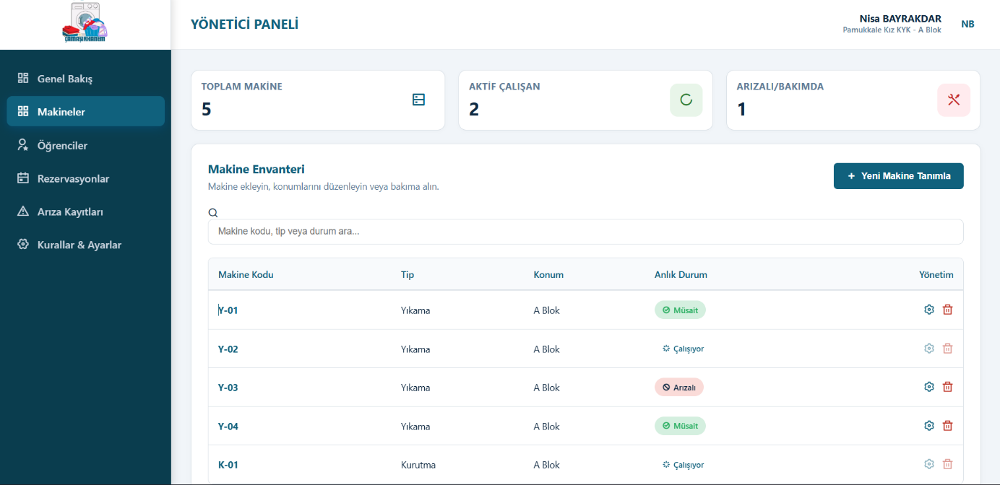 ÇAMAŞIRHANEM
YÖNETİCİ PANELİ
Nisa BAYRAKDAR
Pamukkale Kız KYK - A Blok
NB
Genel Bakış
Makineler
Öğrenciler
Rezervasyonlar
Arıza Kayıtları
Kurallar & Ayarlar
TOPLAM MAKİNE
5
AKTİF ÇALIŞAN
2
ARIZALI/BAKIMDA
1
Makine Envanteri
Makine ekleyin, konumlarını düzenleyin veya bakıma alın.
+ Yeni Makine Tanımla
Makine kodu, tip veya durum ara...
Makine Kodu Tip Konum Anlık Durum Yönetim
Y-01 Yıkama A Blok Müsait
Y-02 Yıkama A Blok Çalışıyor
Y-03 Yıkama A Blok Arızalı
Y-04 Yıkama A Blok Müsait
K-01 Kurutma A Blok Çalışıyor